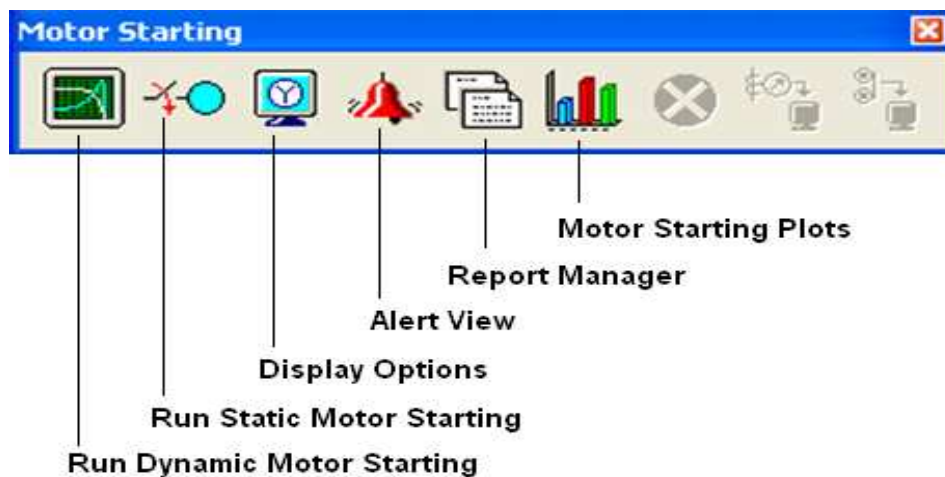 Motor Starting
Motor Starting Plots
Report Manager
Alert View
Display Options
Run Static Motor Starting
Run Dynamic Motor Starting